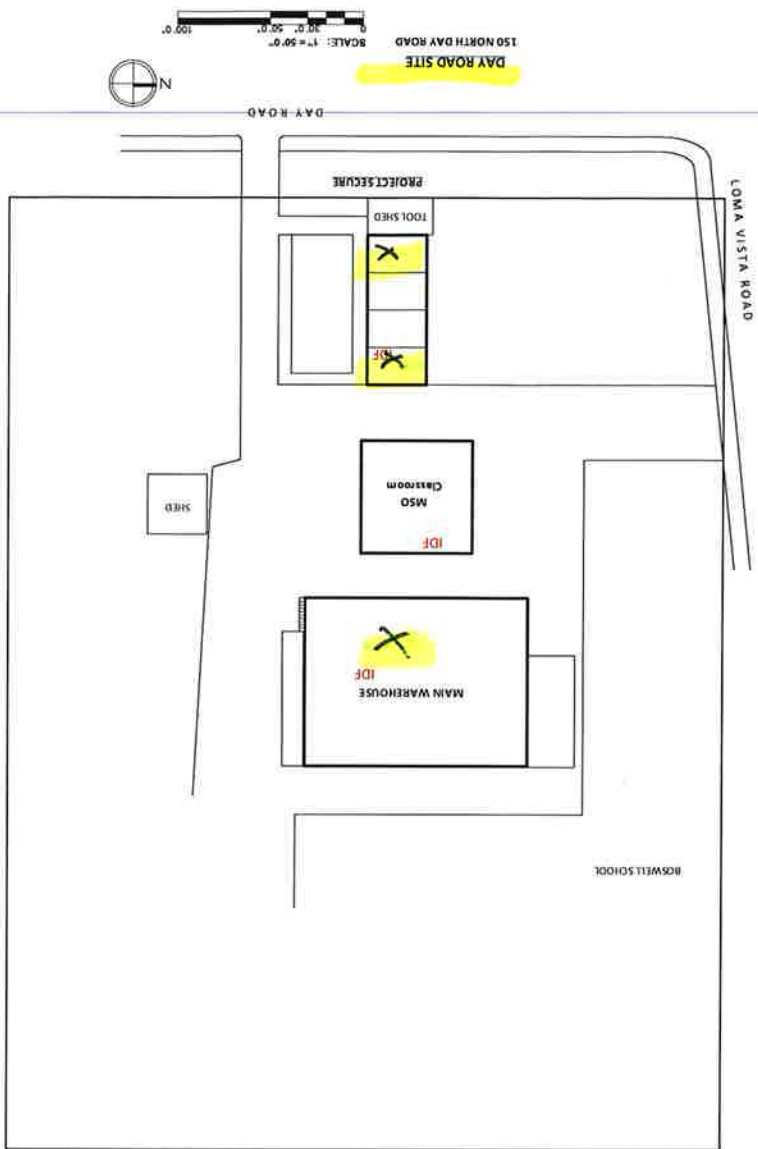 BOSWELL SCHOOL
MAIN WAREHOUSE
IDF
X
IDF
MSO
Classroom
SHED
IDF
X
X
TOOL SHED
PROJECT SECURE
LOMA VISTA ROAD
DAY ROAD
N
DAY ROAD SITE
150 NORTH DAY ROAD
SCALE: 1" = 50'0"
0 30'.0" 50'.0" 100'.0"